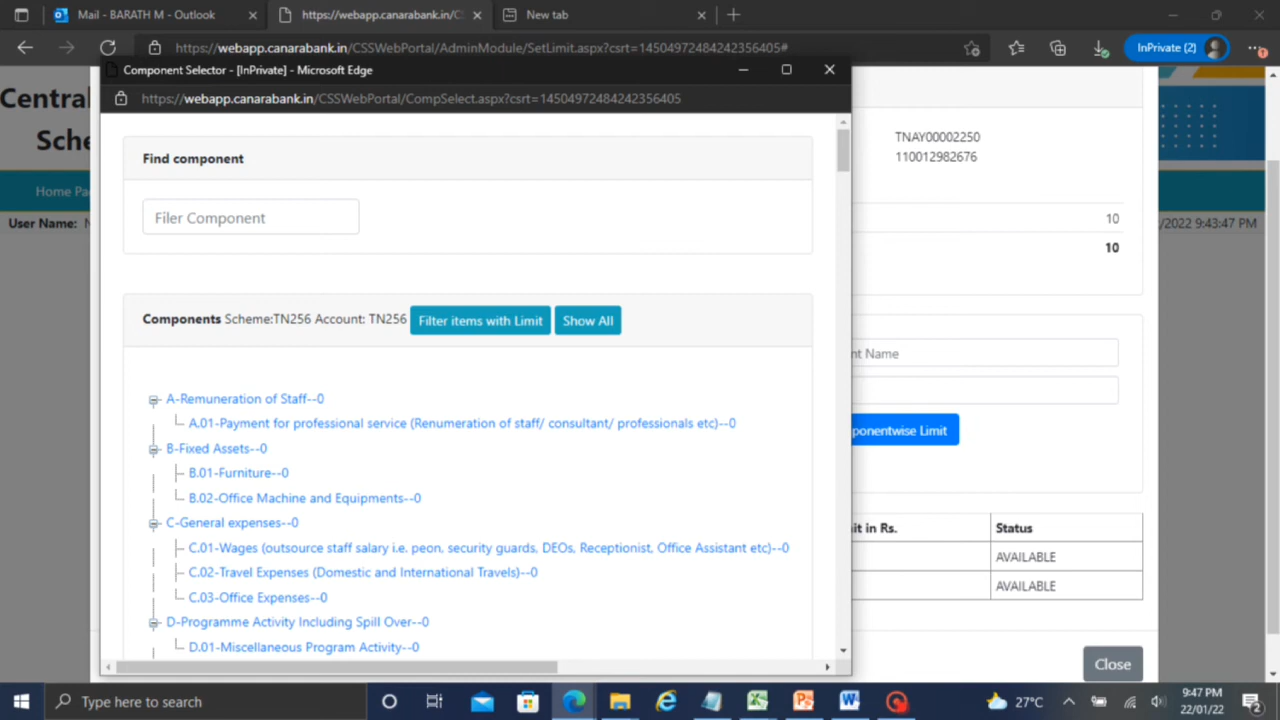 Mail - BARATH M - Outlook
https://webapp.canarabank.in/C
New tab
https://webapp.canarabank.in/CSSWebPortal/AdminModule/SetLimit.aspx?csrt=14504972484242356405#
InPrivate (2)
Component Selector - [InPrivate] - Microsoft Edge
https://webapp.canarabank.in/CSSWebPortal/CompSelect.aspx?csrt=14504972484242356405
Central
Sche
Home Pa
User Name:
/2022 9:43:47 PM
Find component
Filer Component
Components Scheme:TN256 Account: TN256
Filter items with Limit
Show All
A-Remuneration of Staff--0
A.01-Payment for professional service (Renumeration of staff/ consultant/ professionals etc)--0
B-Fixed Assets--0
B.01-Furniture--0
B.02-Office Machine and Equipments--0
C-General expenses--0
C.01-Wages (outsource staff salary i.e. peon, security guards, DEOs, Receptionist, Office Assistant etc)--0
C.02-Travel Expenses (Domestic and International Travels)--0
C.03-Office Expenses--0
D-Programme Activity Including Spill Over--0
D.01-Miscellaneous Program Activity--0
TNAY00002250
110012982676
10
10
nt Name
ponentwise Limit
it in Rs.
Status
AVAILABLE
AVAILABLE
Close
Type here to search
27°C
9:47 PM
22/01/22
2